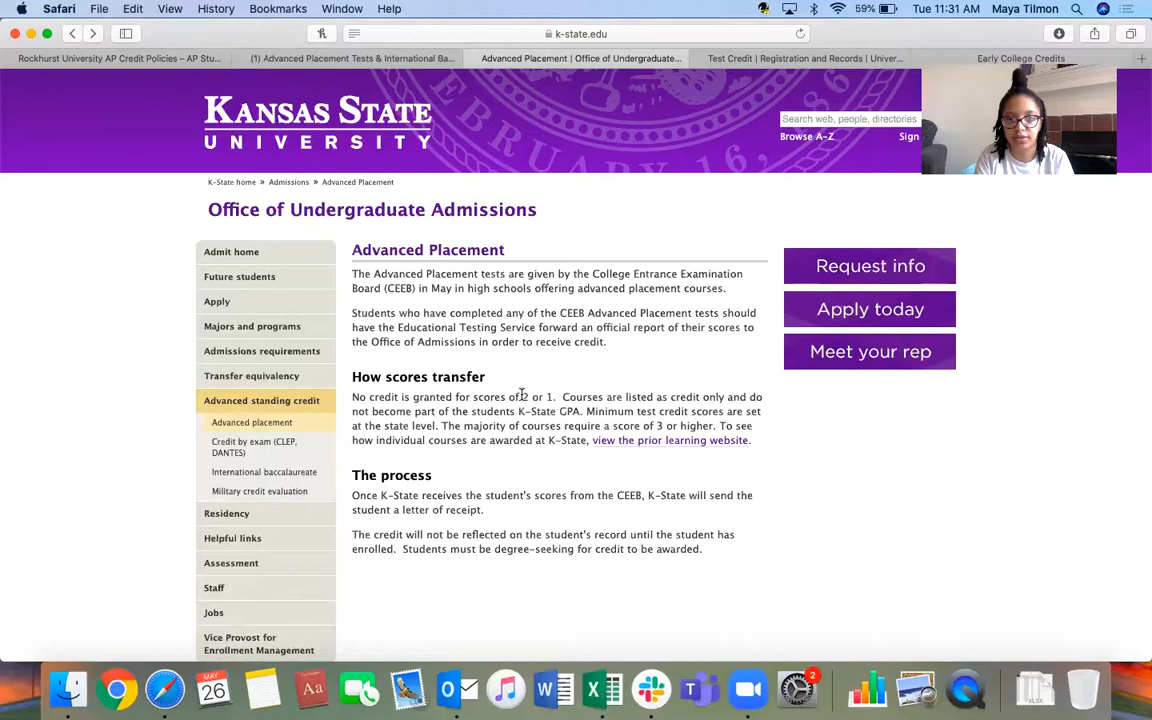 Safari File Edit View History Bookmarks Window Help 59% Tue 11:31 AM Maya Tilmon
k-state.edu
Rockhurst University AP Credit Policies – AP Stu... (1) Advanced Placement Tests & International Ba... Advanced Placement | Office of Undergraduate... Test Credit | Registration and Records | Univer... Early College Credits
KANSAS STATE
UNIVERSITY
FEBRUARY 16, 186
Search web, people, directories
Browse A-Z Sign
K-State home » Admissions » Advanced Placement
Office of Undergraduate Admissions
Admit home
Future students
Apply
Majors and programs
Admissions requirements
Transfer equivalency
Advanced standing credit
Advanced placement
Credit by exam (CLEP,
DANTES)
International baccalaureate
Military credit evaluation
Residency
Helpful links
Assessment
Staff
Jobs
Vice Provost for
Enrollment Management
Advanced Placement
The Advanced Placement tests are given by the College Entrance Examination
Board (CEEB) in May in high schools offering advanced placement courses.
Students who have completed any of the CEEB Advanced Placement tests should
have the Educational Testing Service forward an official report of their scores to
the Office of Admissions in order to receive credit.
How scores transfer
No credit is granted for scores of 2 or 1. Courses are listed as credit only and do
not become part of the students K-State GPA. Minimum test credit scores are set
at the state level. The majority of courses require a score of 3 or higher. To see
how individual courses are awarded at K-State, view the prior learning website.
The process
Once K-State receives the student's scores from the CEEB, K-State will send the
student a letter of receipt.
The credit will not be reflected on the student's record until the student has
enrolled. Students must be degree-seeking for credit to be awarded.
Request info
Apply today
Meet your rep
MAY
26
Aa
2
XLSX